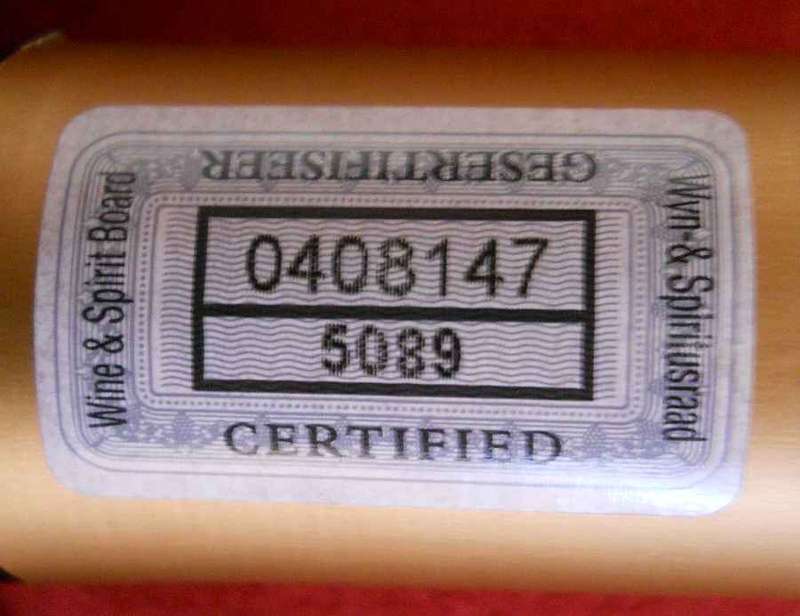 GESERTIFISEER
Wine & Spirit Board
0408147
5089
Wyn- & Spiritusraad
CERTIFIED